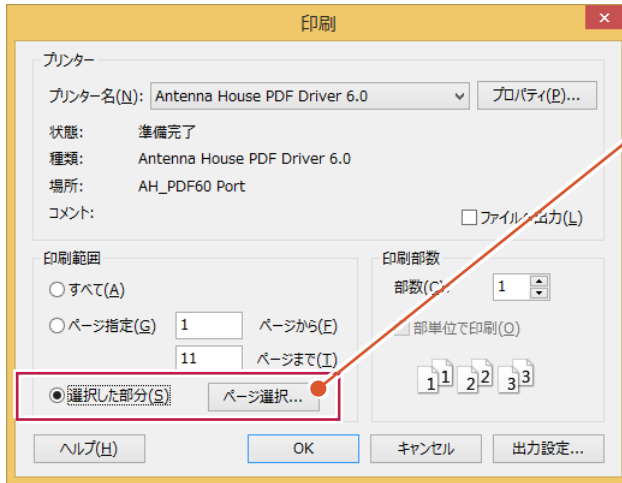 印刷
プリンター
プリンター名(N): Antenna House PDF Driver 6.0 プロパティ(P)...
状態: 準備完了
種類: Antenna House PDF Driver 6.0
場所: AH_PDF60 Port
コメント:
ファイルへ出力(L)
印刷範囲
すべて(A)
ページ指定(G) 1 ページから(F)
11 ページまで(T)
選択した部分(S) ページ選択...
印刷部数
部数(C): 1
部単位で印刷(O)
1 1 2 2 3 3
ヘルプ(H) OK キャンセル 出力設定...